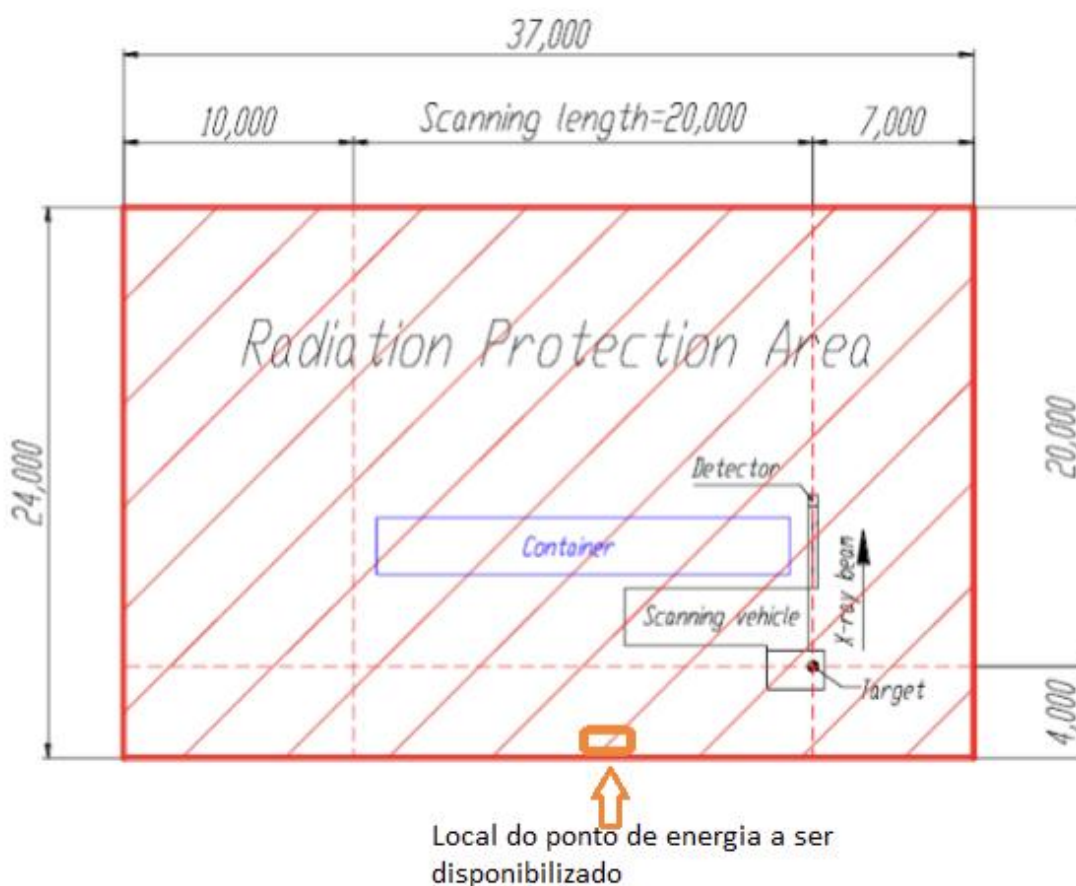 37,000
10,000
Scanning length=20,000
7,000
Radiation Protection Area
24,000
20,000
Detector
Container
X-ray beam
Scanning vehicle
Target
4,000
Local do ponto de energia a ser
disponibilizado